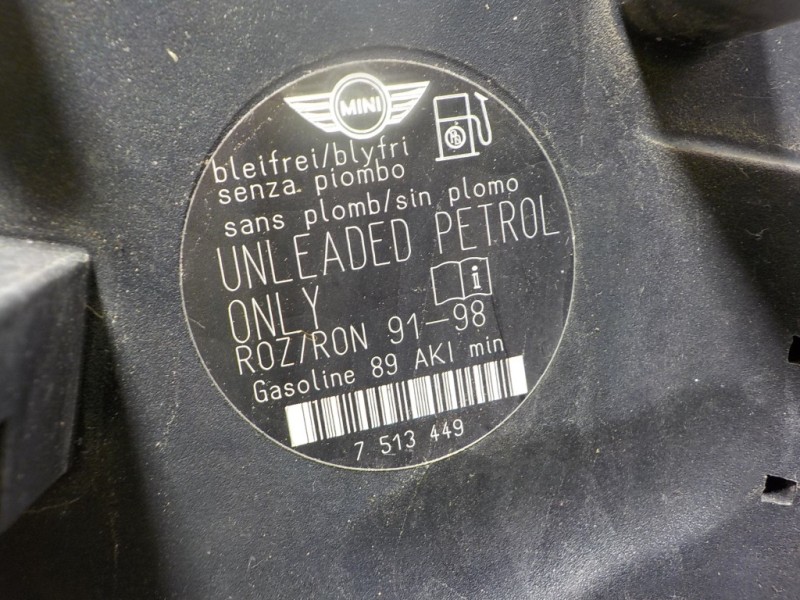 MINI
bleifrei/blyfri
senza piombo
sans plomb/sin plomo
UNLEADED PETROL
ONLY
i
ROZ/RON 91-98
Gasoline 89 AKI min
7 513 449